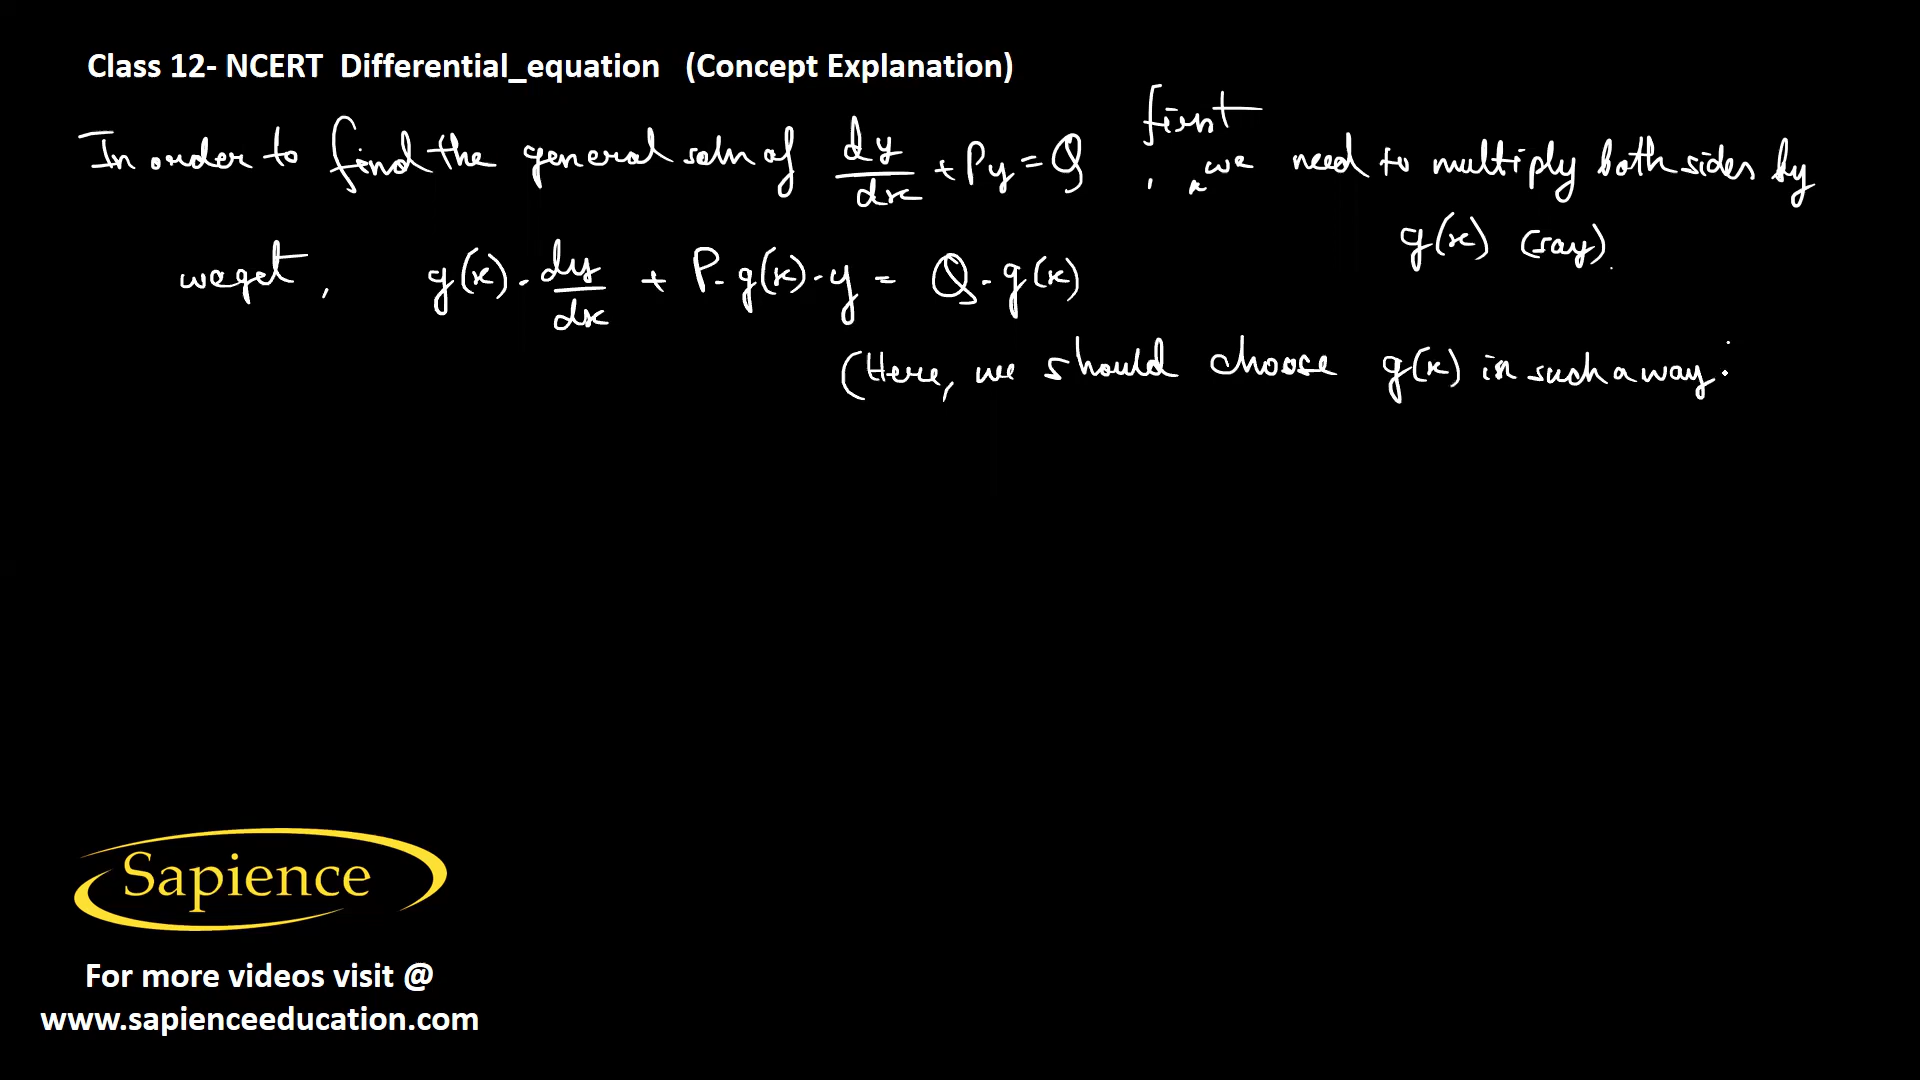 Class 12- NCERT Differential_equation (Concept Explanation)
In order to find the general soln of dy/dx + Py = Q, first we need to multiply both sides by
g(x) (say).
we get, g(x) · dy/dx + P · g(x) · y = Q · g(x)
(Here, we should choose g(x) in such a way :
Sapience
For more videos visit @
www.sapienceeducation.com